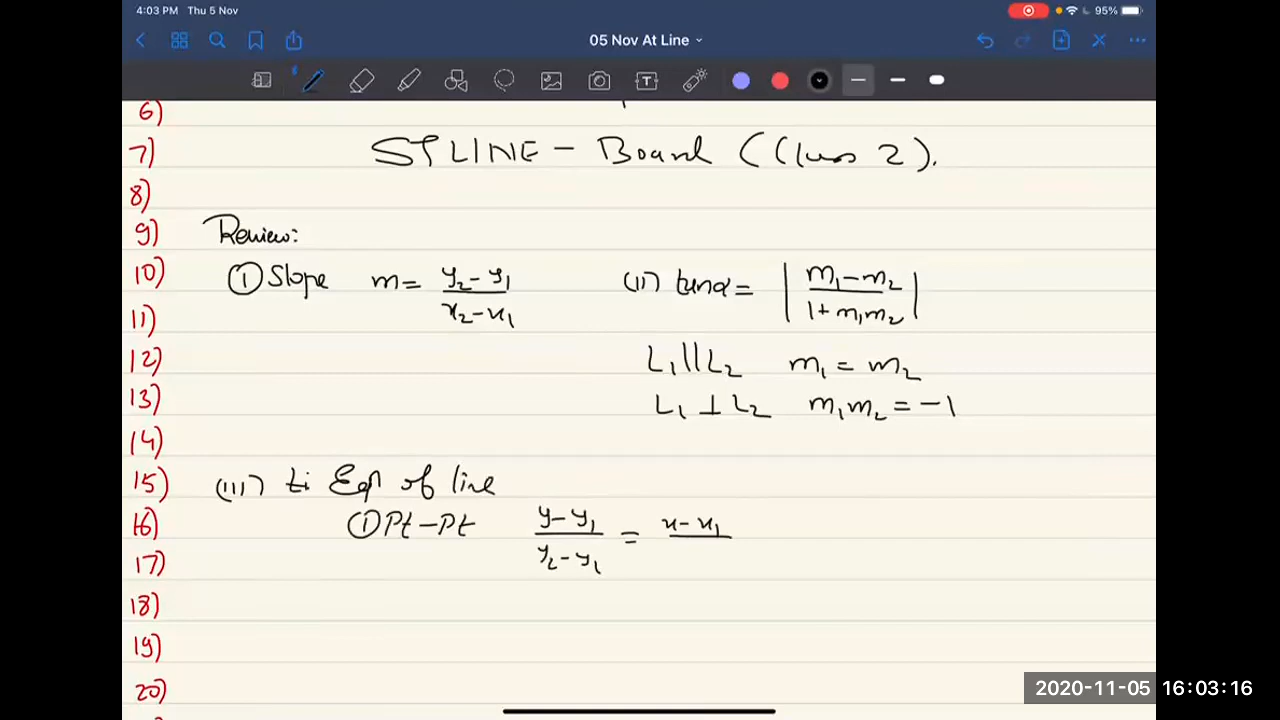 4:03 PM Thu 5 Nov
95%
05 Nov At Line
6)
7) ST LINE - Board (Class 2).
8)
9) Review:
10) ① Slope m = y₂ - y₁ / x₂ - x₁ (11) tanα = | m₁ - m₂ / 1 + m₁m₂ |
11)
12) L₁ || L₂ m₁ = m₂
13) L₁ ⊥ L₂ m₁m₂ = -1
14)
15) (111) Eqn of line
16) ① Pt - Pt y - y₁ / y₂ - y₁ = x - x₁
17)
18)
19)
20)
2020-11-05 16:03:16